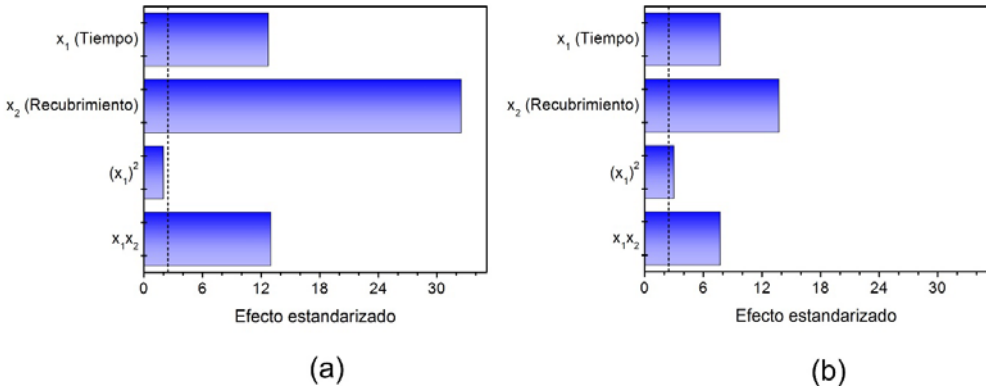 x₁ (Tiempo)
x₂ (Recubrimiento)
(x₁)²
x₁x₂
0 6 12 18 24 30
Efecto estandarizado
(a)
x₁ (Tiempo)
x₂ (Recubrimiento)
(x₁)²
x₁x₂
0 6 12 18 24 30
Efecto estandarizado
(b)